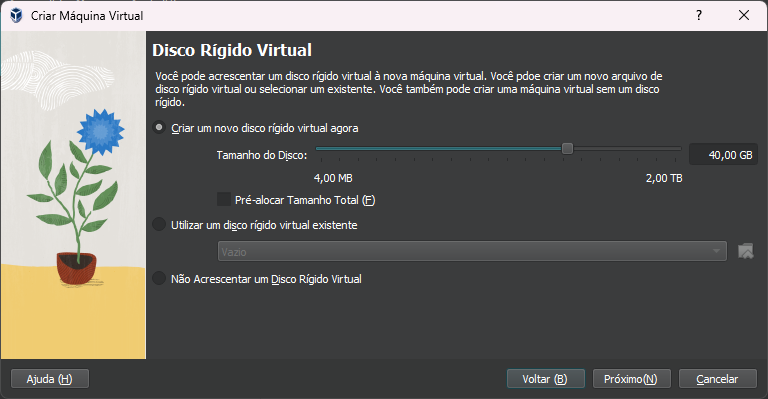 Criar Máquina Virtual
?
Disco Rígido Virtual
Você pode acrescentar um disco rígido virtual à nova máquina virtual. Você pdoe criar um novo arquivo de
disco rígido virtual ou selecionar um existente. Você também pode criar uma máquina virtual sem um disco
rígido.
Criar um novo disco rígido virtual agora
Tamanho do Disco:
40,00 GB
4,00 MB
2,00 TB
Pré-alocar Tamanho Total (F)
Utilizar um disco rígido virtual existente
Vazio
Não Acrescentar um Disco Rígido Virtual
Ajuda (H)
Voltar (B)
Próximo(N)
Cancelar